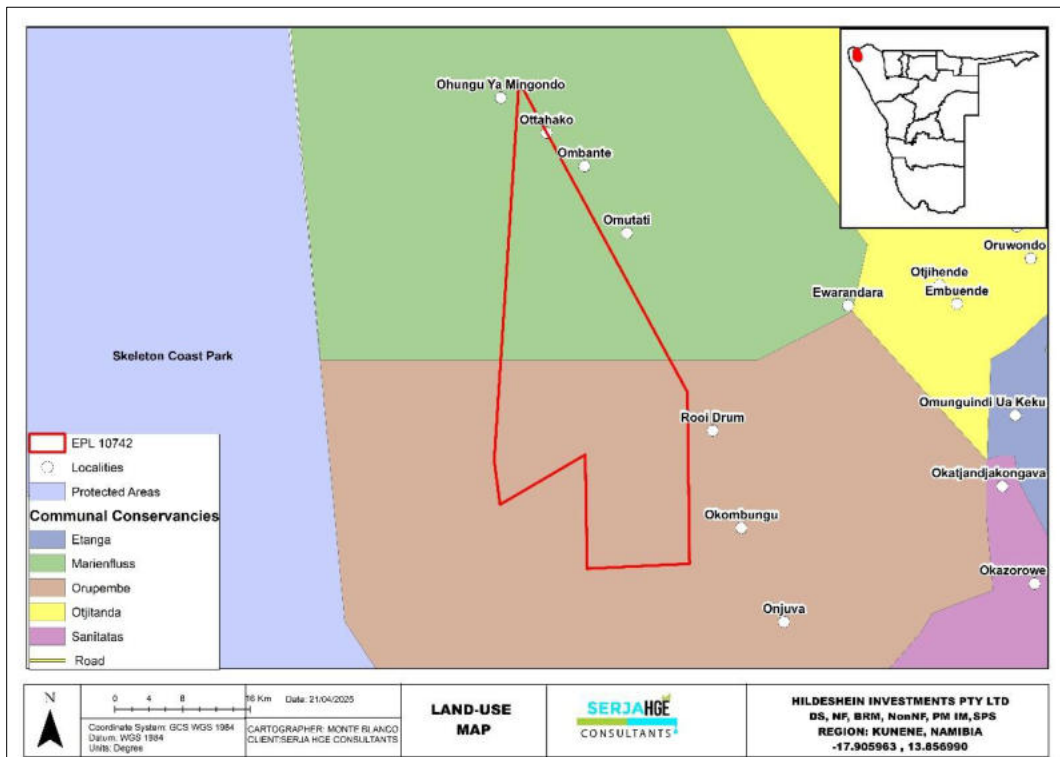 Ohungu Ya Mingondo
Ottahako
Ombante
Omutati
Oruwondo
Otjihende
Embuende
Ewarandara
Skeleton Coast Park
Omunguindi Ua Keku
Rooi Drum
Okatjandjakongava
Okombungu
Okazorowe
Onjuva
EPL 10742
Localities
Protected Areas
Communal Conservancies
Etanga
Marienfluss
Orupembe
Otjitanda
Sanitatas
Road
N
0 4 8 16 Km
Date: 21/04/2025
Coordinate System: GCS WGS 1984
Datum: WGS 1984
Units: Degree
CARTOGRAPHER: MONTE BLANCO
CLIENT:SERJA HGE CONSULTANTS
LAND-USE
MAP
SERJAHGE
CONSULTANTS
HILDESHEIN INVESTMENTS PTY LTD
DS, NF, BRM, NonNF, PM IM,SPS
REGION: KUNENE, NAMIBIA
-17.905963 , 13.856990